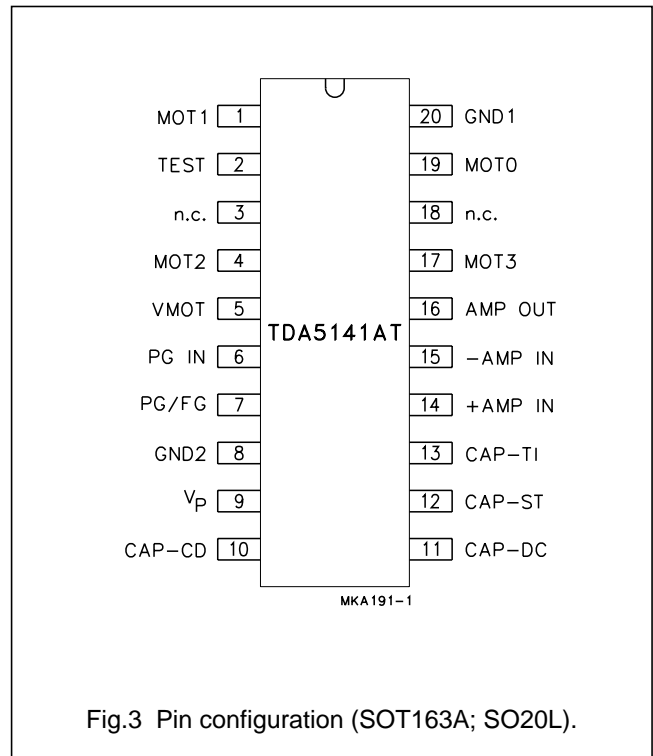 MOT1 1 20 GND1
TEST 2 19 MOT0
n.c. 3 18 n.c.
MOT2 4 17 MOT3
VMOT 5 16 AMP OUT
TDA5141AT
PG IN 6 15 −AMP IN
PG/FG 7 14 +AMP IN
GND2 8 13 CAP−TI
VP 9 12 CAP−ST
CAP−CD 10 11 CAP−DC
MKA191−1
Fig.3 Pin configuration (SOT163A; SO20L).